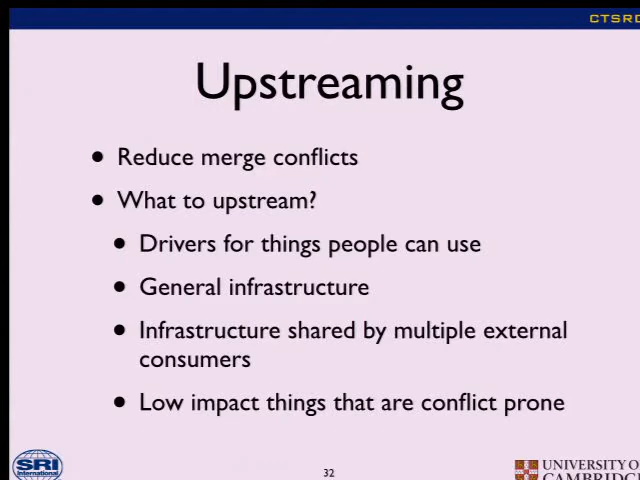 CTSRD
Upstreaming
• Reduce merge conflicts
• What to upstream?
• Drivers for things people can use
• General infrastructure
• Infrastructure shared by multiple external
consumers
• Low impact things that are conflict prone
SRI
International
32
UNIVERSITY OF
CAMBRIDGE